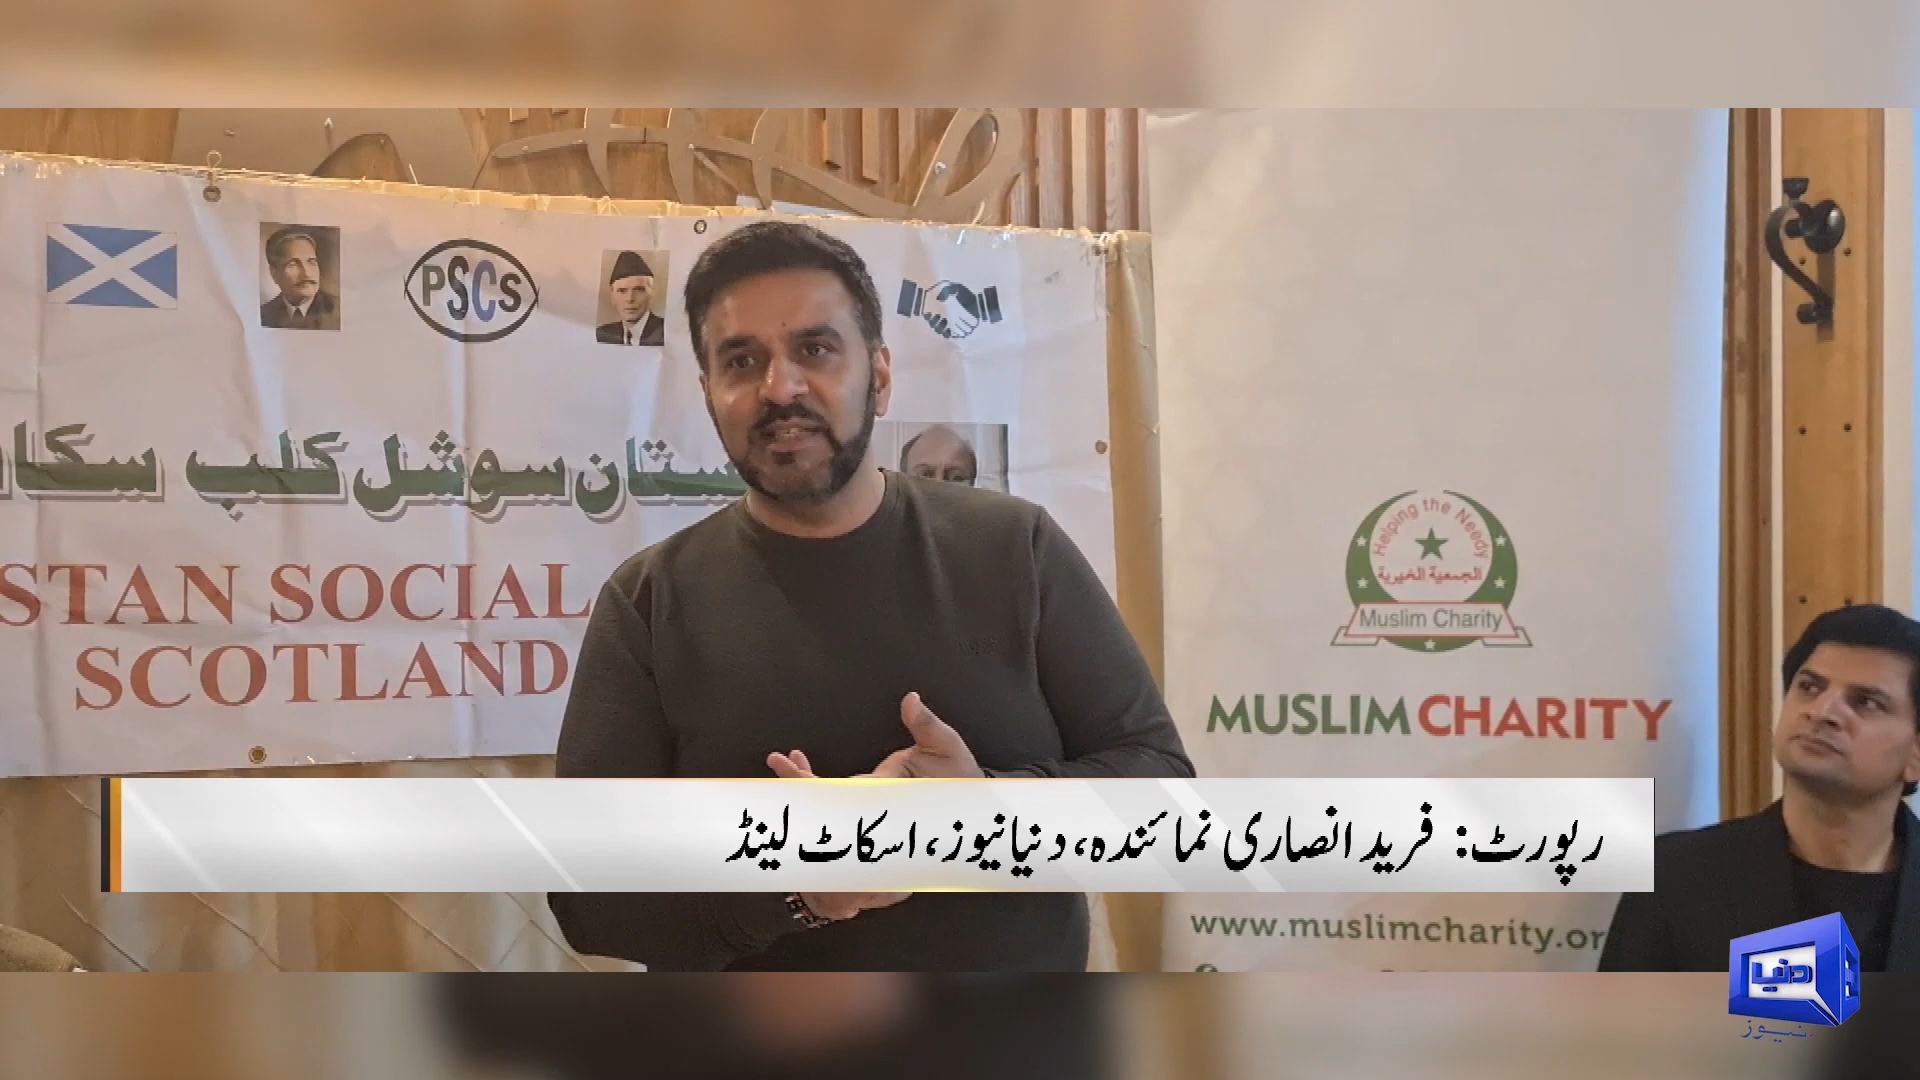 PSCS
ستان سوشل کلب سکا
STAN SOCIAL
SCOTLAND
Helping the Needy
الجمعية الخيرية
Muslim Charity
MUSLIM CHARITY
www.muslimcharity.or
رپورٹ: فرید انصاری نمائندہ، دنیا نیوز، اسکاٹ لینڈ
دنیا
نیوز